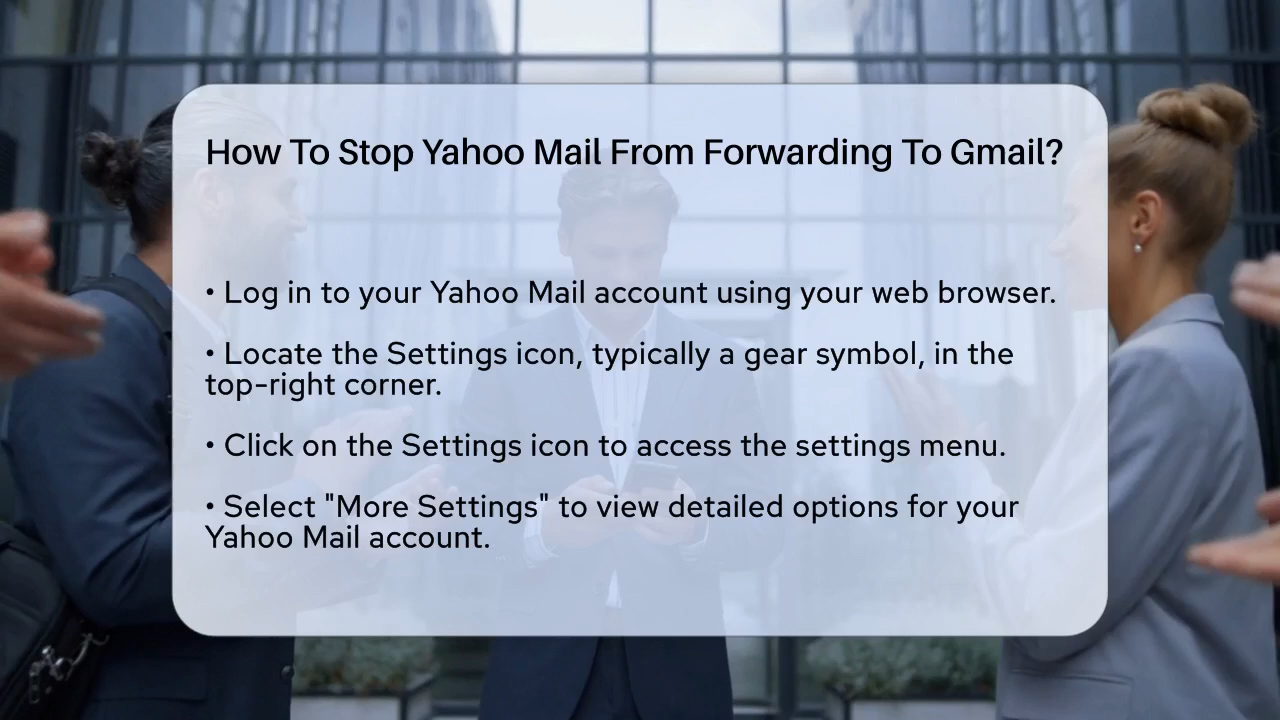 How To Stop Yahoo Mail From Forwarding To Gmail?
• Log in to your Yahoo Mail account using your web browser.
• Locate the Settings icon, typically a gear symbol, in the
top-right corner.
• Click on the Settings icon to access the settings menu.
• Select "More Settings" to view detailed options for your
Yahoo Mail account.